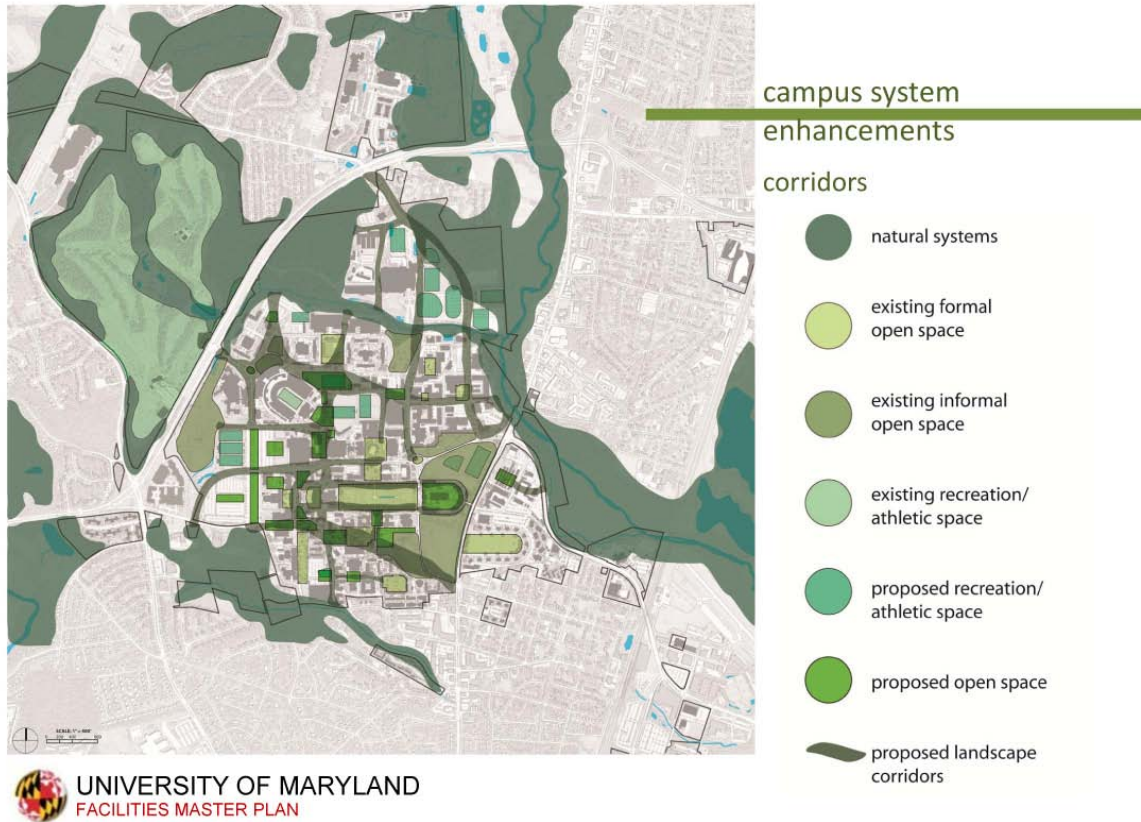 campus system
enhancements
corridors
natural systems
existing formal
open space
existing informal
open space
existing recreation/
athletic space
proposed recreation/
athletic space
proposed open space
proposed landscape
corridors
UNIVERSITY OF MARYLAND
FACILITIES MASTER PLAN